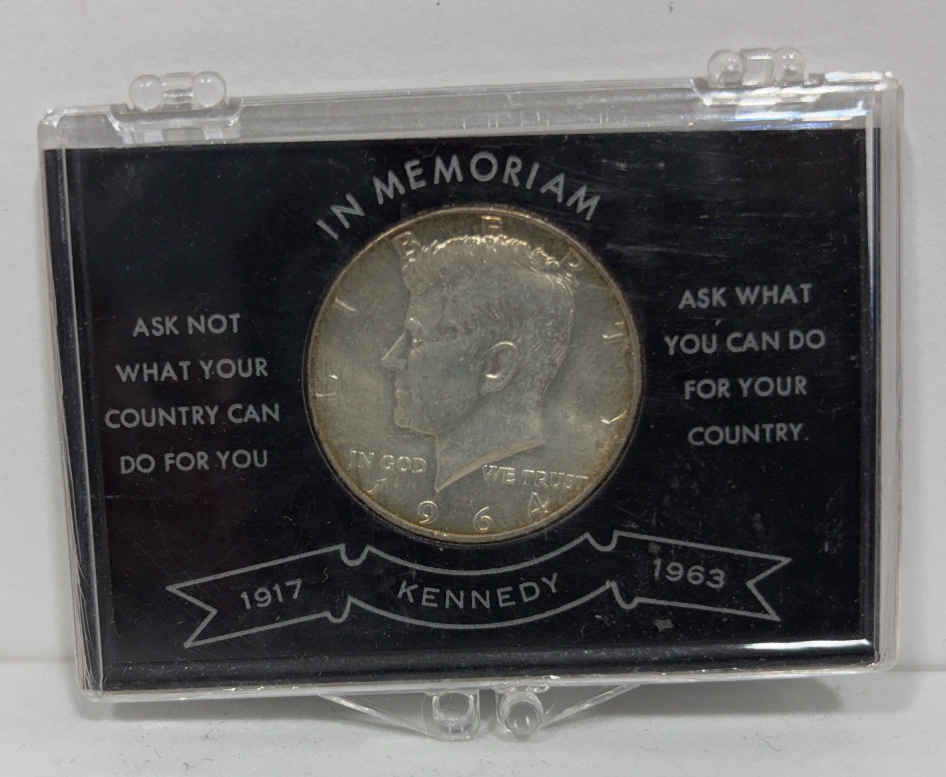 IN MEMORIAM
ASK NOT
WHAT YOUR
COUNTRY CAN
DO FOR YOU
LIBERTY
IN GOD WE TRUST
1964
ASK WHAT
YOU CAN DO
FOR YOUR
COUNTRY.
1917 KENNEDY 1963